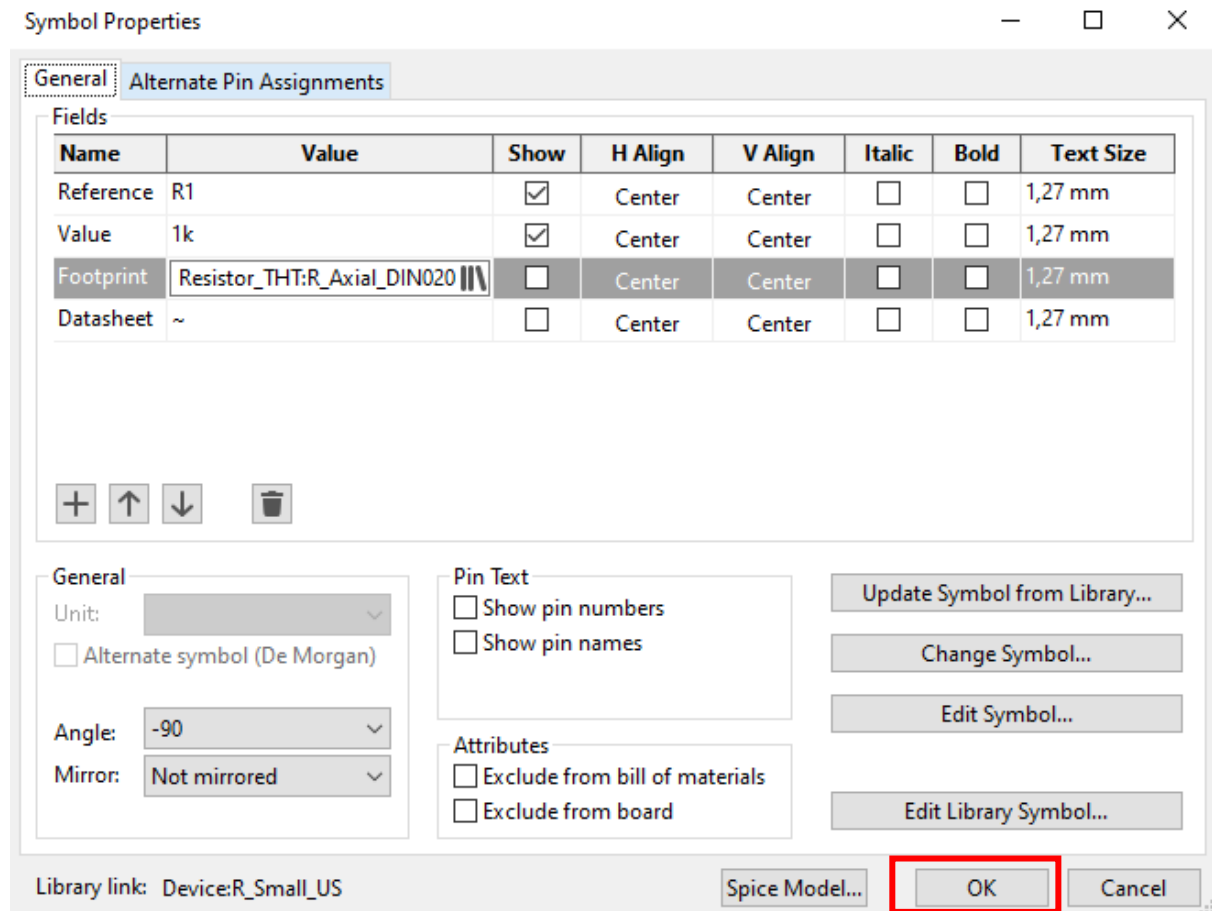 Symbol Properties
General Alternate Pin Assignments
Fields
Name Value Show H Align V Align Italic Bold Text Size
Reference R1 Center Center 1,27 mm
Value 1k Center Center 1,27 mm
Footprint Resistor_THT:R_Axial_DIN020 Center Center 1,27 mm
Datasheet ~ Center Center 1,27 mm
General
Unit:
Alternate symbol (De Morgan)
Angle: -90
Mirror: Not mirrored
Pin Text
Show pin numbers
Show pin names
Attributes
Exclude from bill of materials
Exclude from board
Update Symbol from Library...
Change Symbol...
Edit Symbol...
Edit Library Symbol...
Library link: Device:R_Small_US Spice Model... OK Cancel